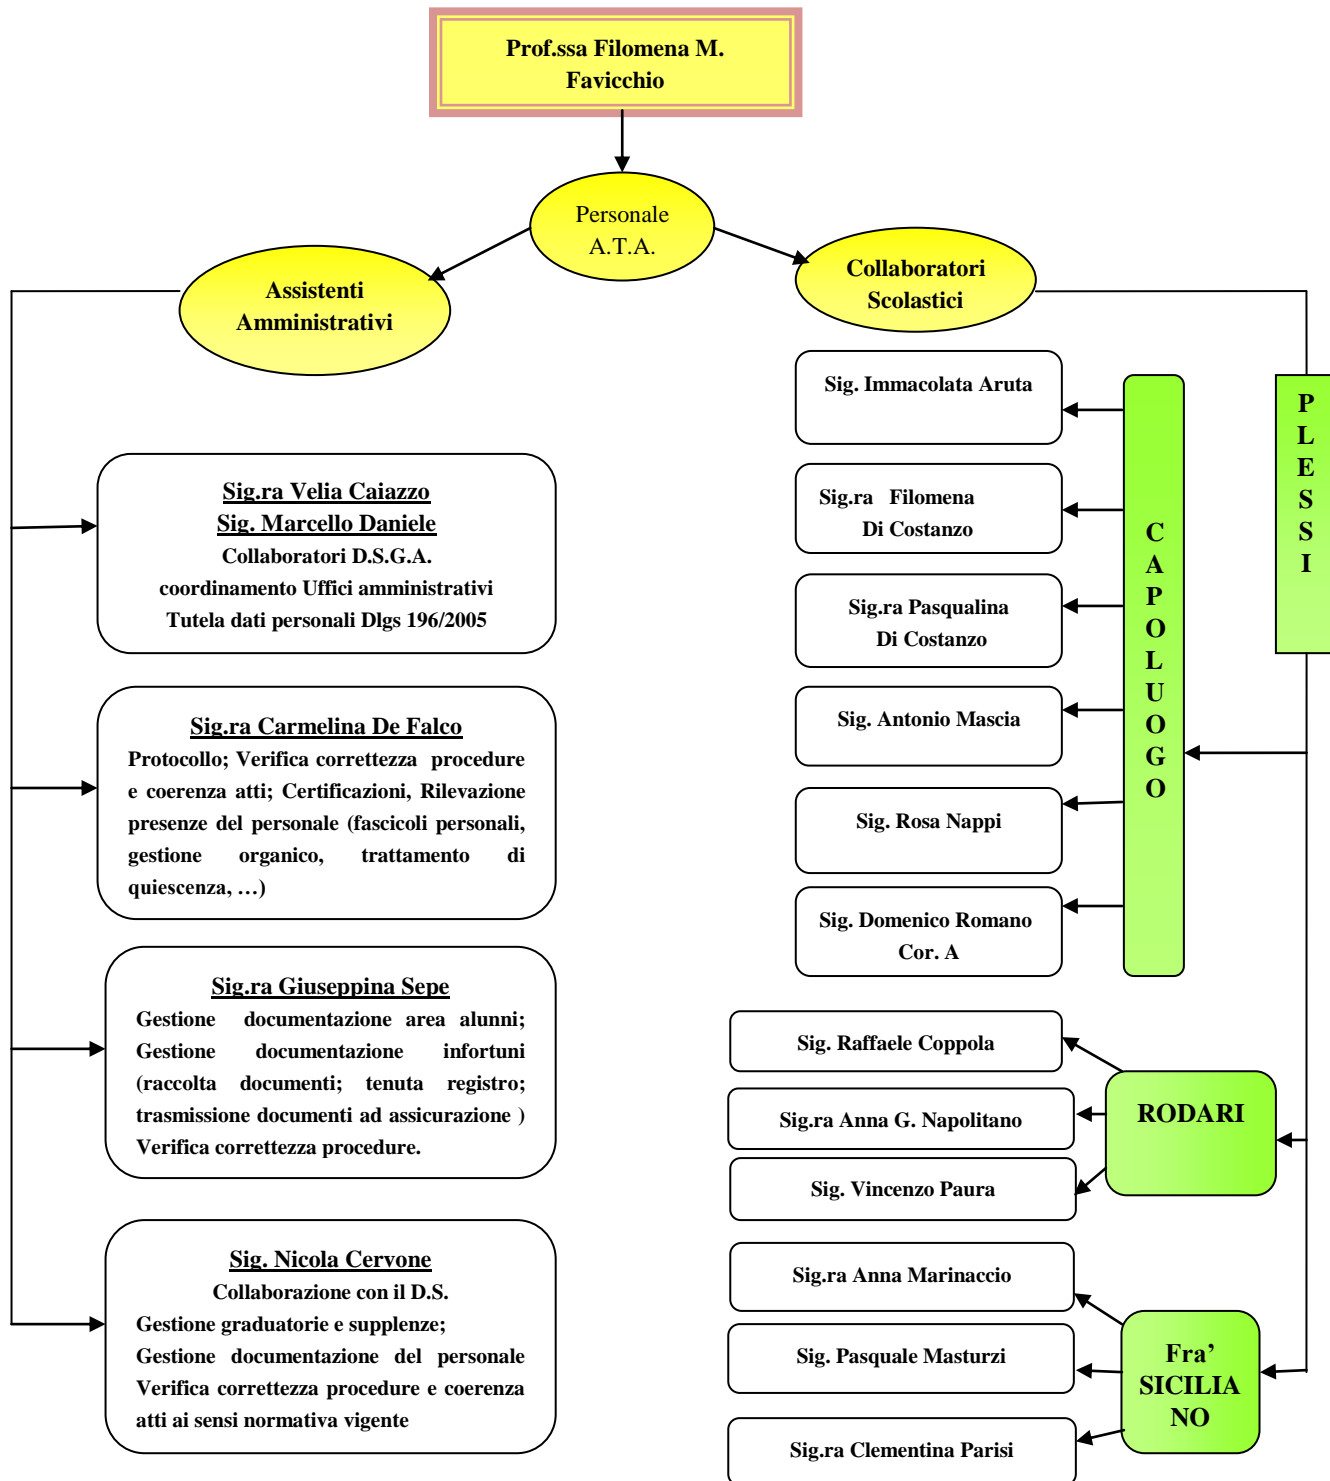 Prof.ssa Filomena M.
Favicchio
Personale
A.T.A.
Assistenti
Amministrativi
Sig.ra Velia Caiazzo
Sig. Marcello Daniele
Collaboratori D.S.G.A.
coordinamento Uffici amministrativi
Tutela dati personali Dlgs 196/2005
Sig.ra Carmelina De Falco
Protocollo; Verifica correttezza procedure
e coerenza atti; Certificazioni, Rilevazione
presenze del personale (fascicoli personali,
gestione organico, trattamento di
quiescenza, …)
Sig.ra Giuseppina Sepe
Gestione documentazione area alunni;
Gestione documentazione infortuni
(raccolta documenti; tenuta registro;
trasmissione documenti ad assicurazione )
Verifica correttezza procedure.
Sig. Nicola Cervone
Collaborazione con il D.S.
Gestione graduatorie e supplenze;
Gestione documentazione del personale
Verifica correttezza procedure e coerenza
atti ai sensi normativa vigente
Collaboratori
Scolastici
PLESSI
CAPOLUOGO
Sig. Immacolata Aruta
Sig.ra Filomena
Di Costanzo
Sig.ra Pasqualina
Di Costanzo
Sig. Antonio Mascia
Sig. Rosa Nappi
Sig. Domenico Romano
Cor. A
RODARI
Sig. Raffaele Coppola
Sig.ra Anna G. Napolitano
Sig. Vincenzo Paura
Fra’
SICILIA
NO
Sig.ra Anna Marinaccio
Sig. Pasquale Masturzi
Sig.ra Clementina Parisi